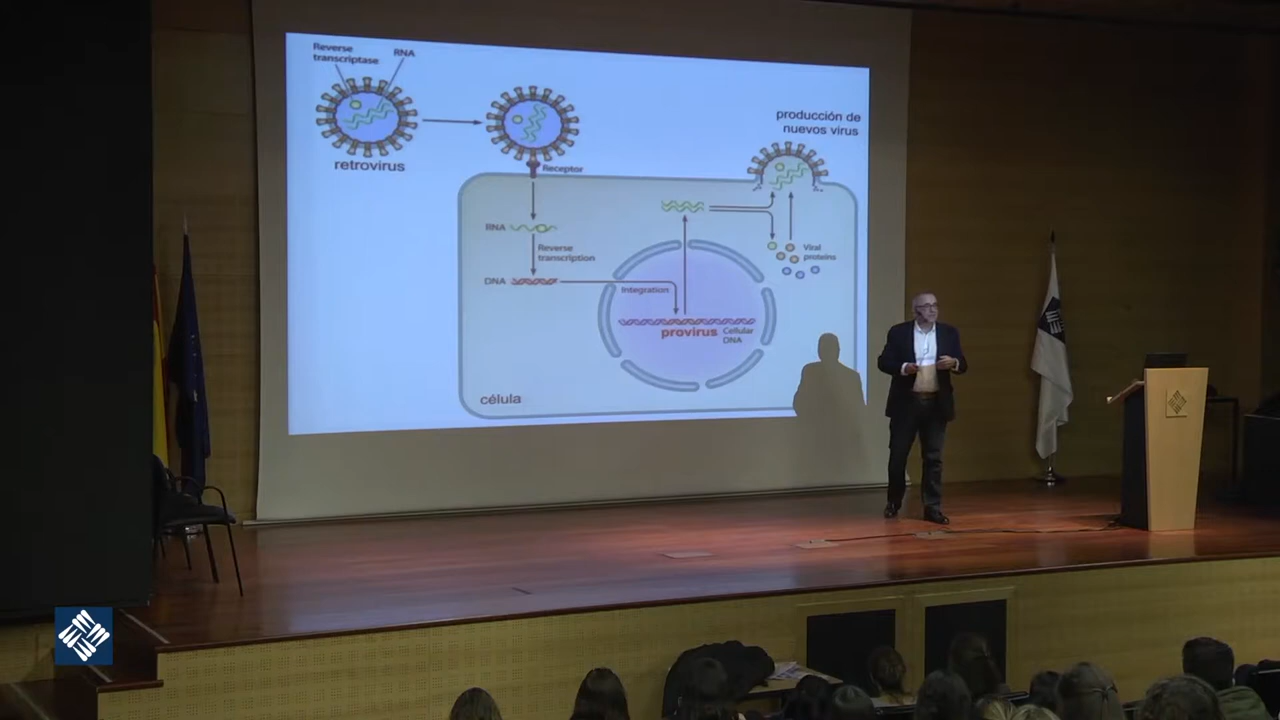 Reverse
transcriptase
RNA
retrovirus
Receptor
producción de
nuevos virus
RNA
Reverse
transcription
DNA
Integration
provirus
Cellular
DNA
Viral
proteins
célula